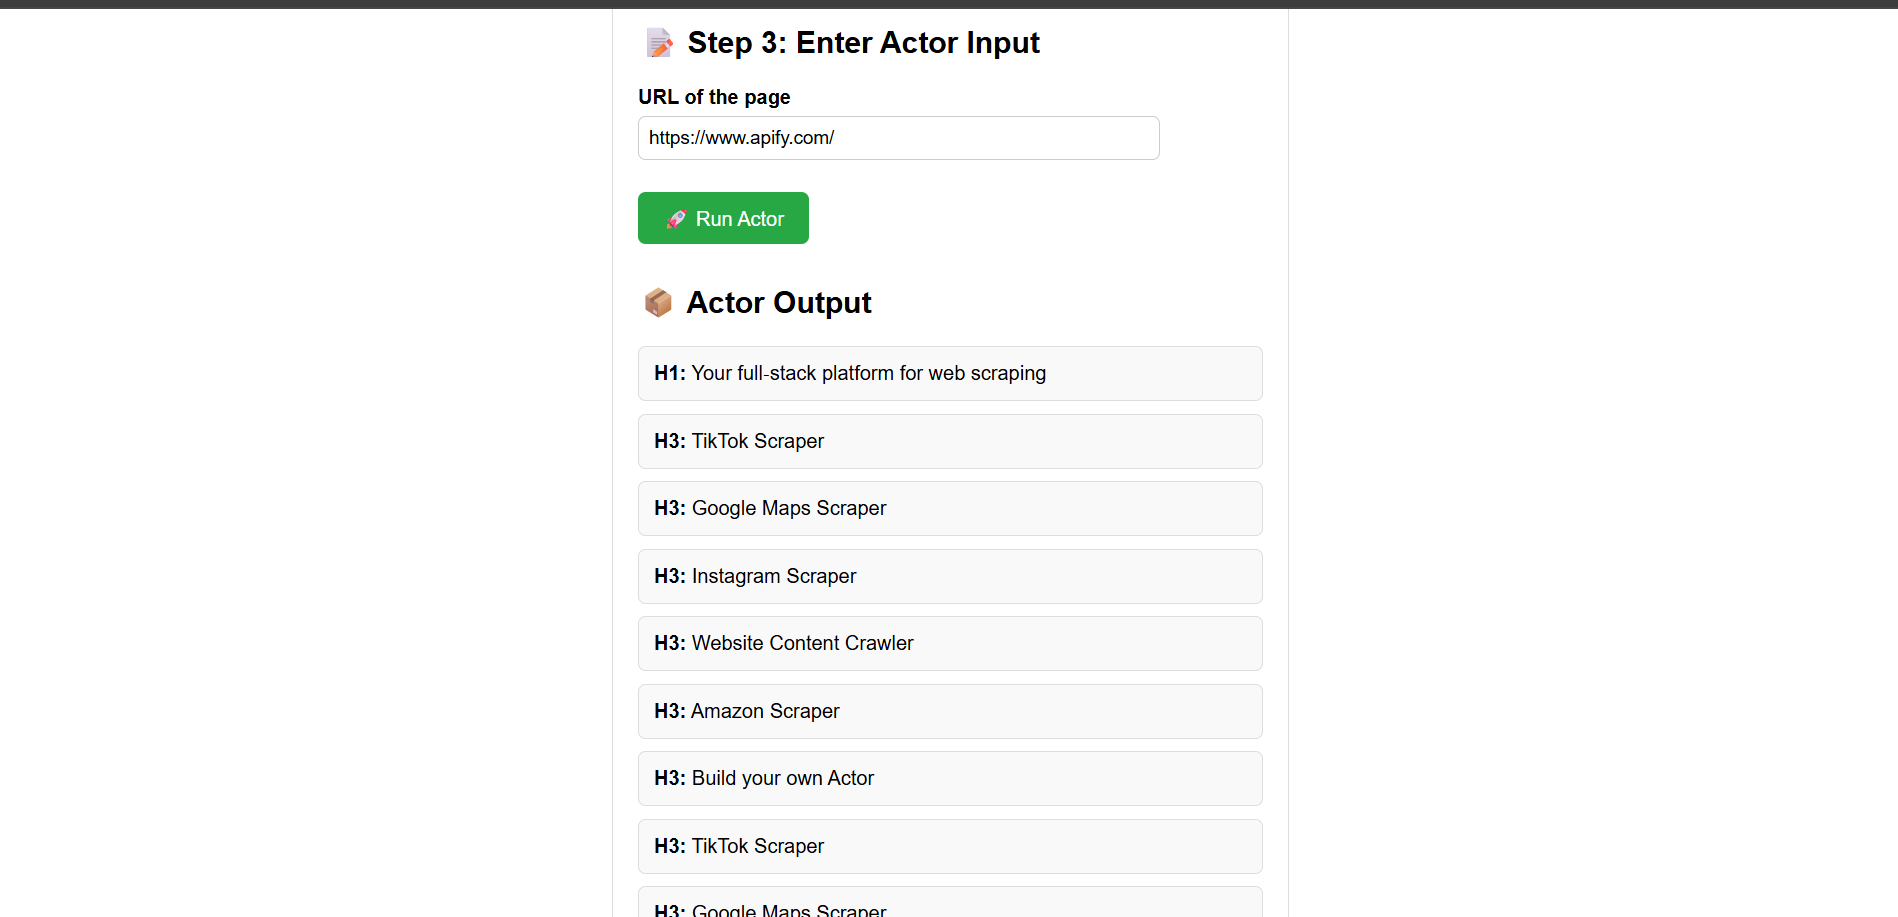 Step 3: Enter Actor Input
URL of the page
https://www.apify.com/
Run Actor
Actor Output
H1: Your full-stack platform for web scraping
H3: TikTok Scraper
H3: Google Maps Scraper
H3: Instagram Scraper
H3: Website Content Crawler
H3: Amazon Scraper
H3: Build your own Actor
H3: TikTok Scraper
H3: Google Maps Scraper